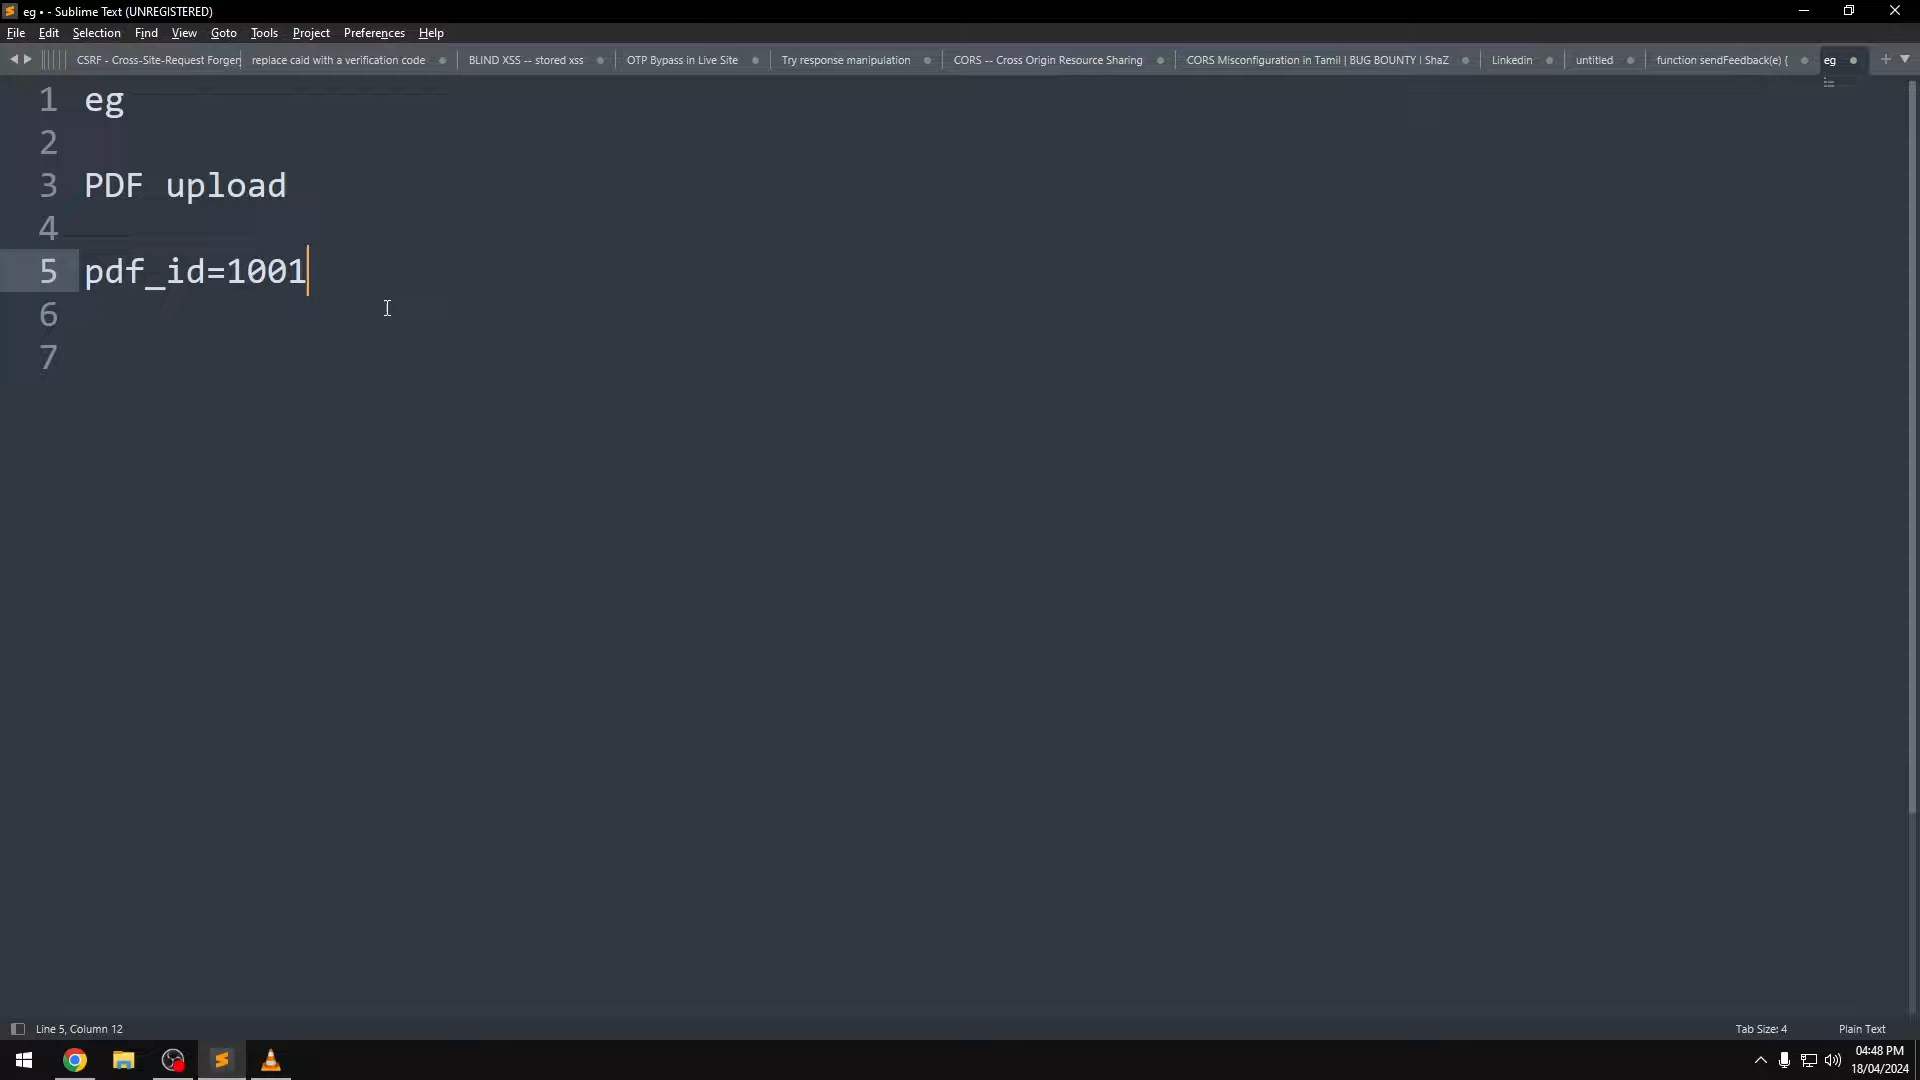 eg • - Sublime Text (UNREGISTERED)
File Edit Selection Find View Goto Tools Project Preferences Help
CSRF - Cross-Site-Request Forger replace caid with a verification code BLIND XSS -- stored xss OTP Bypass in Live Site Try response manipulation CORS -- Cross Origin Resource Sharing CORS Misconfiguration in Tamil | BUG BOUNTY | ShaZ Linkedin untitled function sendFeedback(e) { eg
1 eg
2
3 PDF upload
4
5 pdf_id=1001
6
7
Line 5, Column 12 Tab Size: 4 Plain Text
04:48 PM
18/04/2024